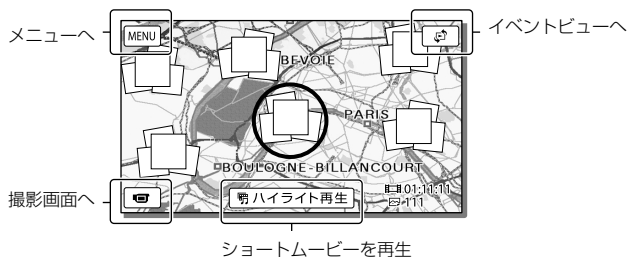 メニューへ
MENU
イベントビューへ
BEVOIE
PARIS
BOULOGNE-BILLANCOURT
撮影画面へ
ハイライト再生
01:11:11
111
ショートムービーを再生